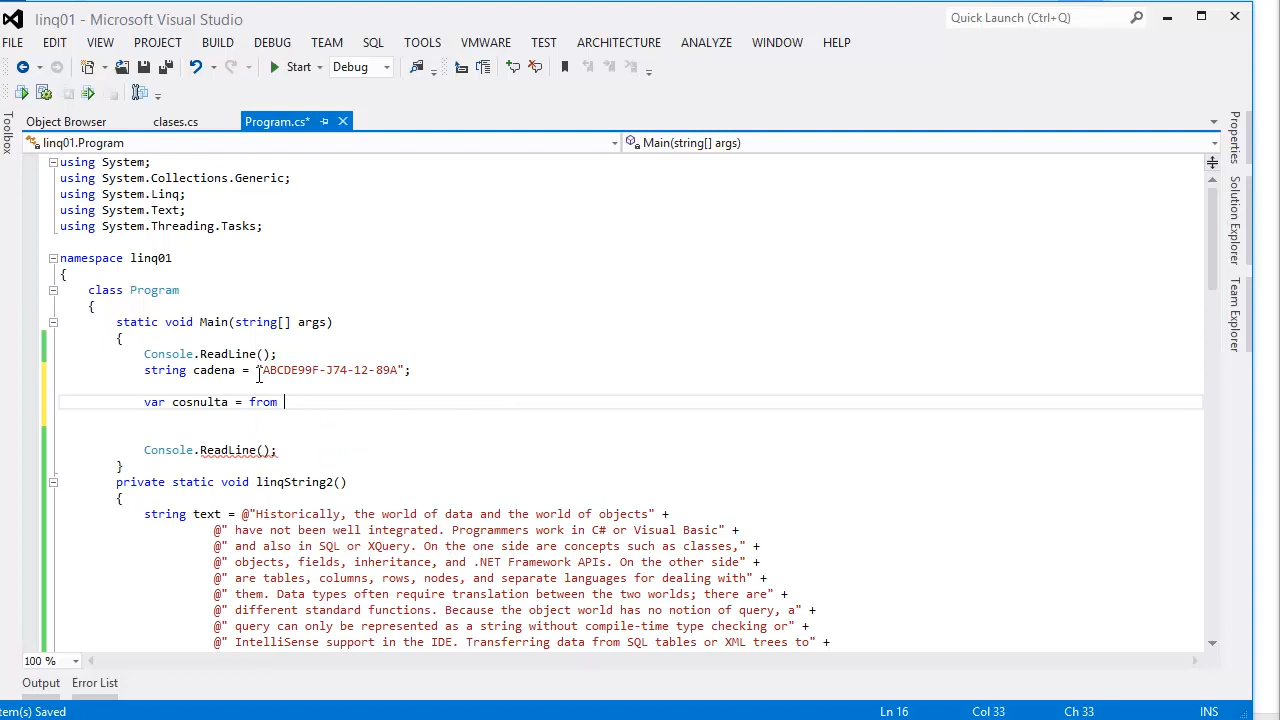 linq01 - Microsoft Visual Studio
Quick Launch (Ctrl+Q)
FILE EDIT VIEW PROJECT BUILD DEBUG TEAM SQL TOOLS VMWARE TEST ARCHITECTURE ANALYZE WINDOW HELP
Start Debug
Object Browser clases.cs Program.cs*
linq01.Program Main(string[] args)
Toolbox
Properties
Solution Explorer
Team Explorer
using System;
using System.Collections.Generic;
using System.Linq;
using System.Text;
using System.Threading.Tasks;
namespace linq01
{
class Program
{
static void Main(string[] args)
{
Console.ReadLine();
string cadena = "ABCDE99F-J74-12-89A";
var cosnulta = from
Console.ReadLine();
}
private static void linqString2()
{
string text = @"Historically, the world of data and the world of objects" +
@" have not been well integrated. Programmers work in C# or Visual Basic" +
@" and also in SQL or XQuery. On the one side are concepts such as classes," +
@" objects, fields, inheritance, and .NET Framework APIs. On the other side" +
@" are tables, columns, rows, nodes, and separate languages for dealing with" +
@" them. Data types often require translation between the two worlds; there are" +
@" different standard functions. Because the object world has no notion of query, a" +
@" query can only be represented as a string without compile-time type checking or" +
@" IntelliSense support in the IDE. Transferring data from SQL tables or XML trees to" +
100 %
Output Error List
em(s) Saved Ln 16 Col 33 Ch 33 INS